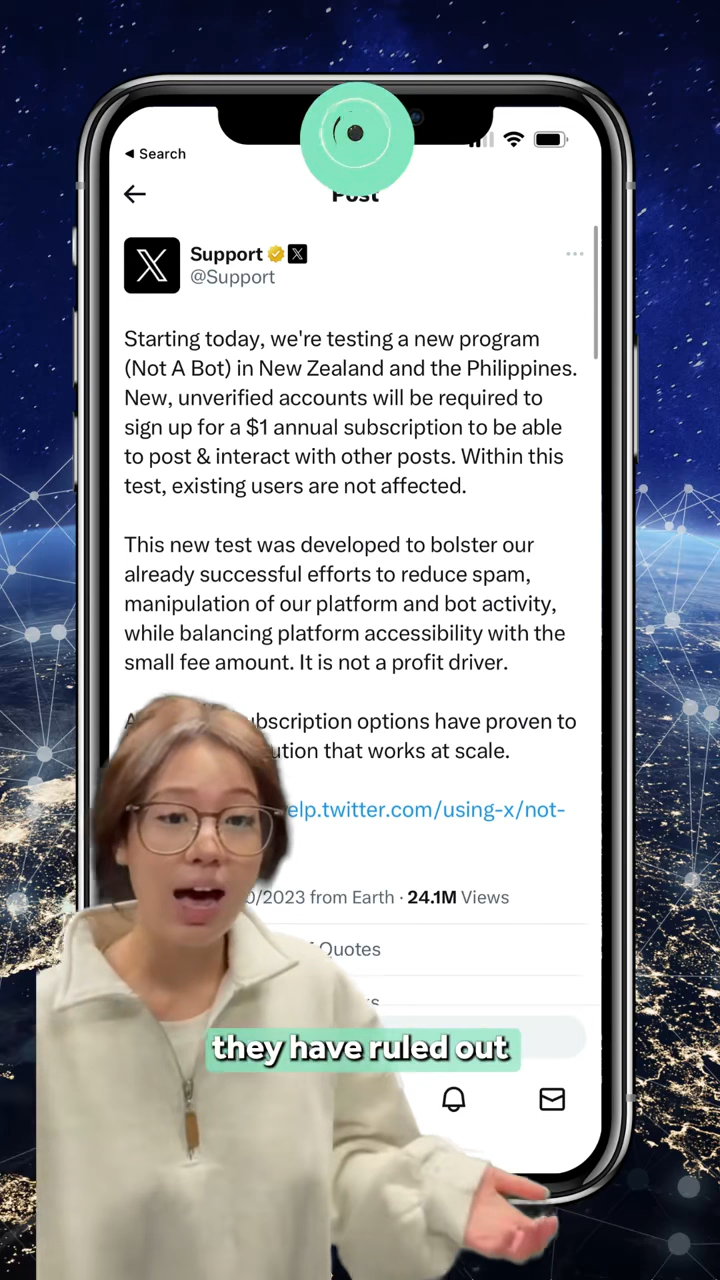 Search
Post
Support
@Support
Starting today, we're testing a new program
(Not A Bot) in New Zealand and the Philippines.
New, unverified accounts will be required to
sign up for a $1 annual subscription to be able
to post & interact with other posts. Within this
test, existing users are not affected.
This new test was developed to bolster our
already successful efforts to reduce spam,
manipulation of our platform and bot activity,
while balancing platform accessibility with the
small fee amount. It is not a profit driver.
options have proven to
that works at scale.
elp.twitter.com/using-x/not-
/2023 from Earth · 24.1M Views
Quotes
they have ruled out